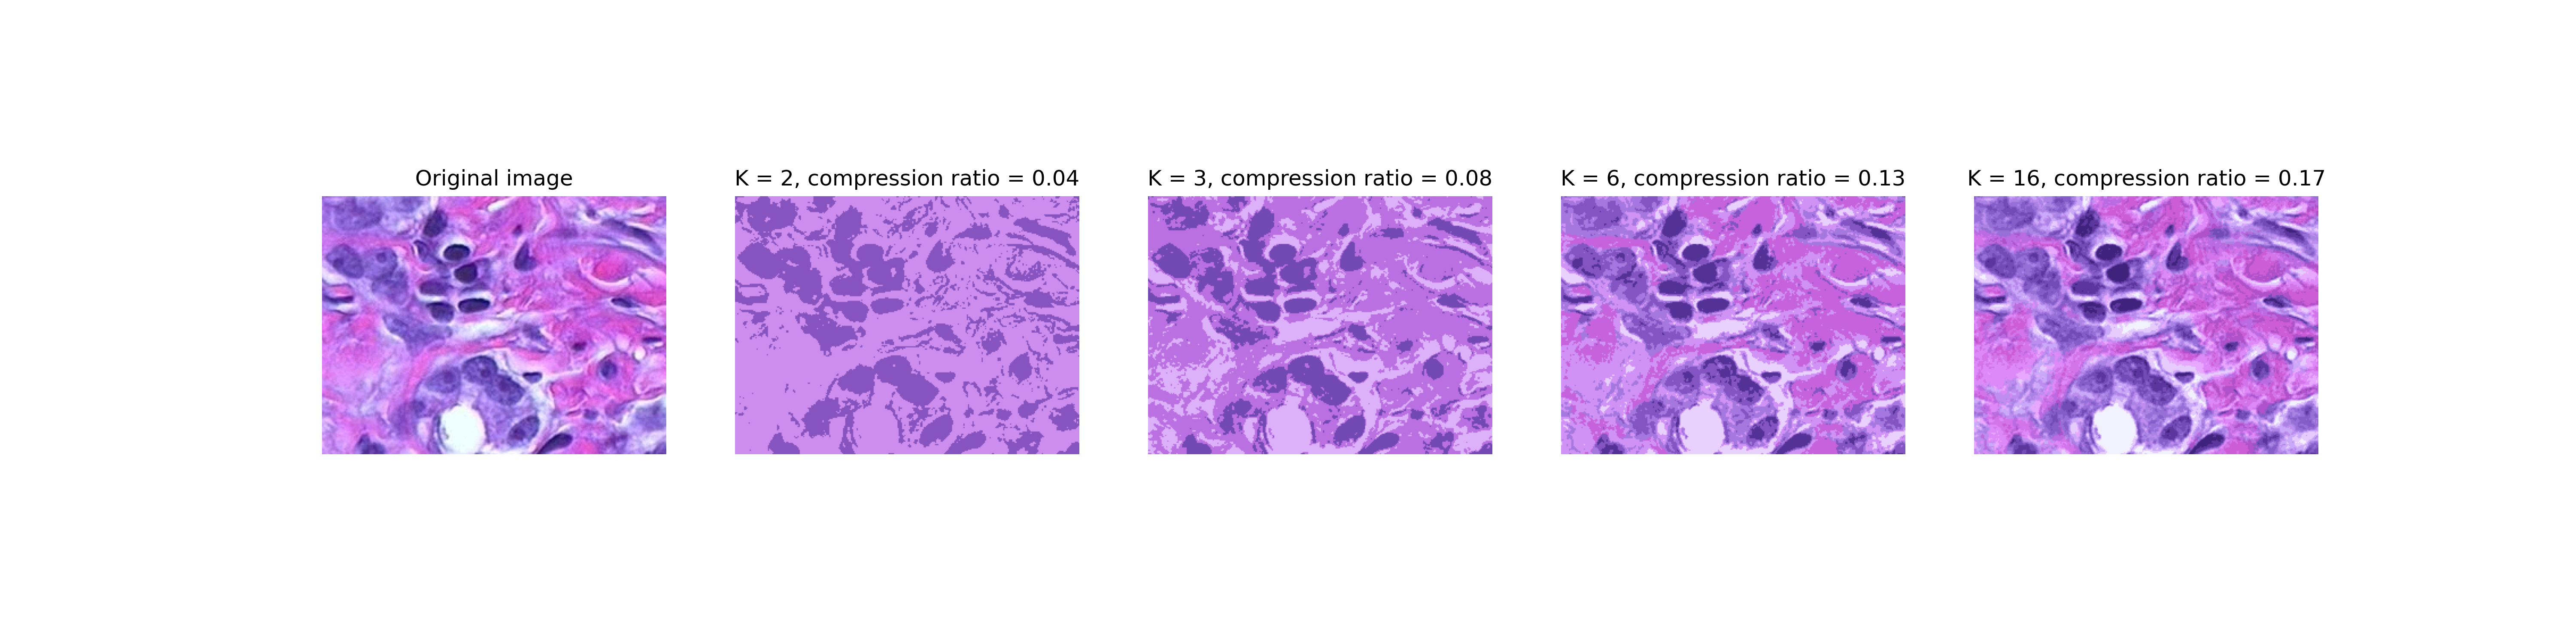 Original image
K = 2, compression ratio = 0.04
K = 3, compression ratio = 0.08
K = 6, compression ratio = 0.13
K = 16, compression ratio = 0.17